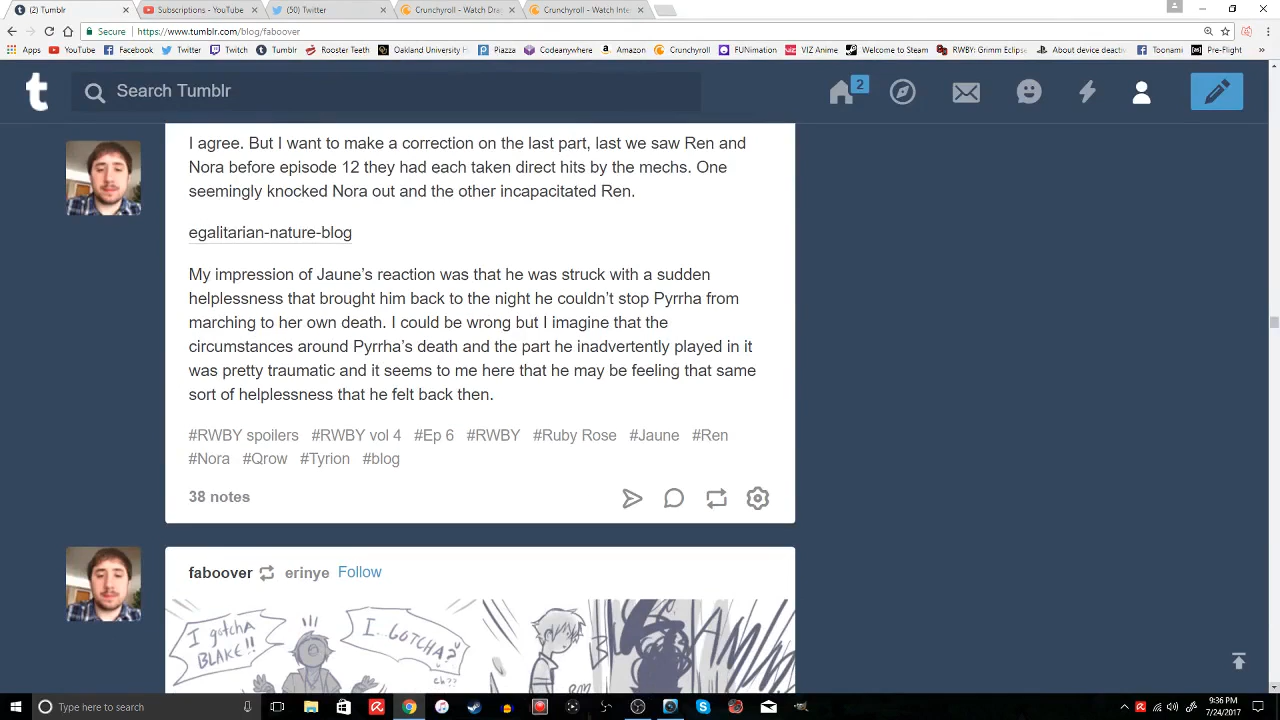 (2) Tumblr
Subscriptions - YouTube
(50) Twitter
Crunchyroll - Watch Dre
Crunchyroll - Watch Inte
Secure
https://www.tumblr.com/blog/faboover
Apps
YouTube
Facebook
Twitter
Twitch
Tumblr
Rooster Teeth
Oakland University H
Piazza
Codeanywhere
Amazon
Crunchyroll
FUNimation
VIZ Anime
Welcome to Steam
RWBY: Grimm Eclipse
About cierce deactiv
Toonami
Pre-Flight
t
Search Tumblr
2
I agree. But I want to make a correction on the last part, last we saw Ren and
Nora before episode 12 they had each taken direct hits by the mechs. One
seemingly knocked Nora out and the other incapacitated Ren.
egalitarian-nature-blog
My impression of Jaune's reaction was that he was struck with a sudden
helplessness that brought him back to the night he couldn't stop Pyrrha from
marching to her own death. I could be wrong but I imagine that the
circumstances around Pyrrha's death and the part he inadvertently played in it
was pretty traumatic and it seems to me here that he may be feeling that same
sort of helplessness that he felt back then.
#RWBY spoilers #RWBY vol 4 #Ep 6 #RWBY #Ruby Rose #Jaune #Ren
#Nora #Qrow #Tyrion #blog
38 notes
faboover erinye Follow
I gotcha
BLAKE!!
I...GOTCHA?
eh??
Type here to search
9:36 PM
7/24/2017